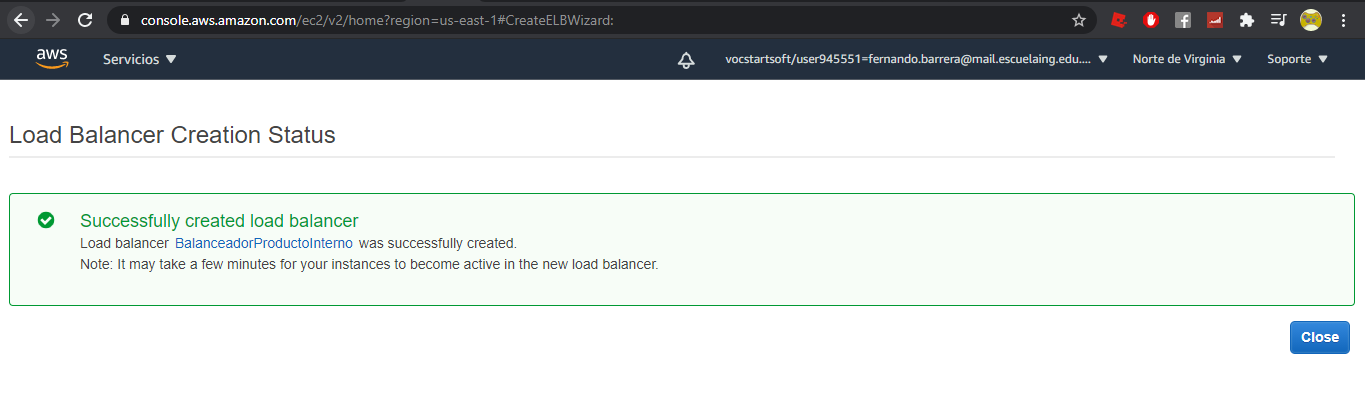 console.aws.amazon.com/ec2/v2/home?region=us-east-1#CreateELBWizard:
aws Servicios vocstartsoft/user945551=fernando.barrera@mail.escuelaing.edu.... Norte de Virginia Soporte
Load Balancer Creation Status
Successfully created load balancer
Load balancer BalanceadorProductoInterno was successfully created.
Note: It may take a few minutes for your instances to become active in the new load balancer.
Close